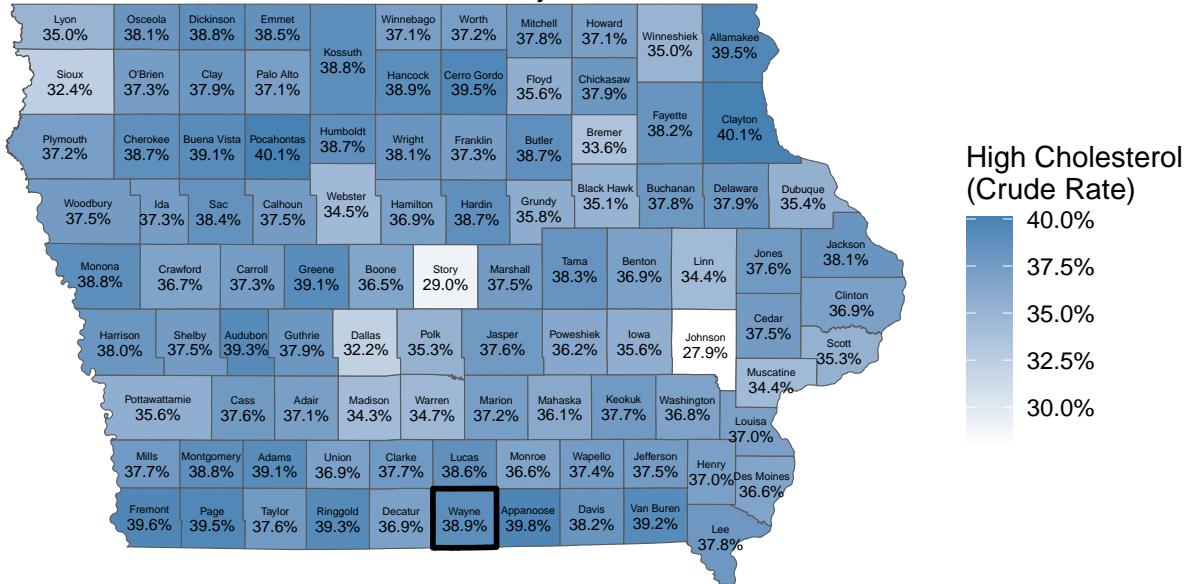 Lyon
35.0%
Osceola
38.1%
Dickinson
38.8%
Emmet
38.5%
Kossuth
38.8%
Winnebago
37.1%
Worth
37.2%
Mitchell
37.8%
Howard
37.1%
Winneshiek
35.0%
Allamakee
39.5%
Sioux
32.4%
O'Brien
37.3%
Clay
37.9%
Palo Alto
37.1%
Hancock
38.9%
Cerro Gordo
39.5%
Floyd
35.6%
Chickasaw
37.9%
Fayette
38.2%
Clayton
40.1%
Plymouth
37.2%
Cherokee
38.7%
Buena Vista
39.1%
Pocahontas
40.1%
Humboldt
38.7%
Wright
38.1%
Franklin
37.3%
Butler
38.7%
Bremer
33.6%
Woodbury
37.5%
Ida
37.3%
Sac
38.4%
Calhoun
37.5%
Webster
34.5%
Hamilton
36.9%
Hardin
38.7%
Grundy
35.8%
Black Hawk
35.1%
Buchanan
37.8%
Delaware
37.9%
Dubuque
35.4%
Monona
38.8%
Crawford
36.7%
Carroll
37.3%
Greene
39.1%
Boone
36.5%
Story
29.0%
Marshall
37.5%
Tama
38.3%
Benton
36.9%
Linn
34.4%
Jones
37.6%
Jackson
38.1%
Clinton
36.9%
Harrison
38.0%
Shelby
37.5%
Audubon
39.3%
Guthrie
37.9%
Dallas
32.2%
Polk
35.3%
Jasper
37.6%
Poweshiek
36.2%
Iowa
35.6%
Johnson
27.9%
Cedar
37.5%
Scott
35.3%
Muscatine
34.4%
Pottawattamie
35.6%
Cass
37.6%
Adair
37.1%
Madison
34.3%
Warren
34.7%
Marion
37.2%
Mahaska
36.1%
Keokuk
37.7%
Washington
36.8%
Louisa
37.0%
Mills
37.7%
Montgomery
38.8%
Adams
39.1%
Union
36.9%
Clarke
37.7%
Lucas
38.6%
Monroe
36.6%
Wapello
37.4%
Jefferson
37.5%
Henry
37.0%
Des Moines
36.6%
Fremont
39.6%
Page
39.5%
Taylor
37.6%
Ringgold
39.3%
Decatur
36.9%
Wayne
38.9%
Appanoose
39.8%
Davis
38.2%
Van Buren
39.2%
Lee
37.8%
High Cholesterol
(Crude Rate)
40.0%
37.5%
35.0%
32.5%
30.0%